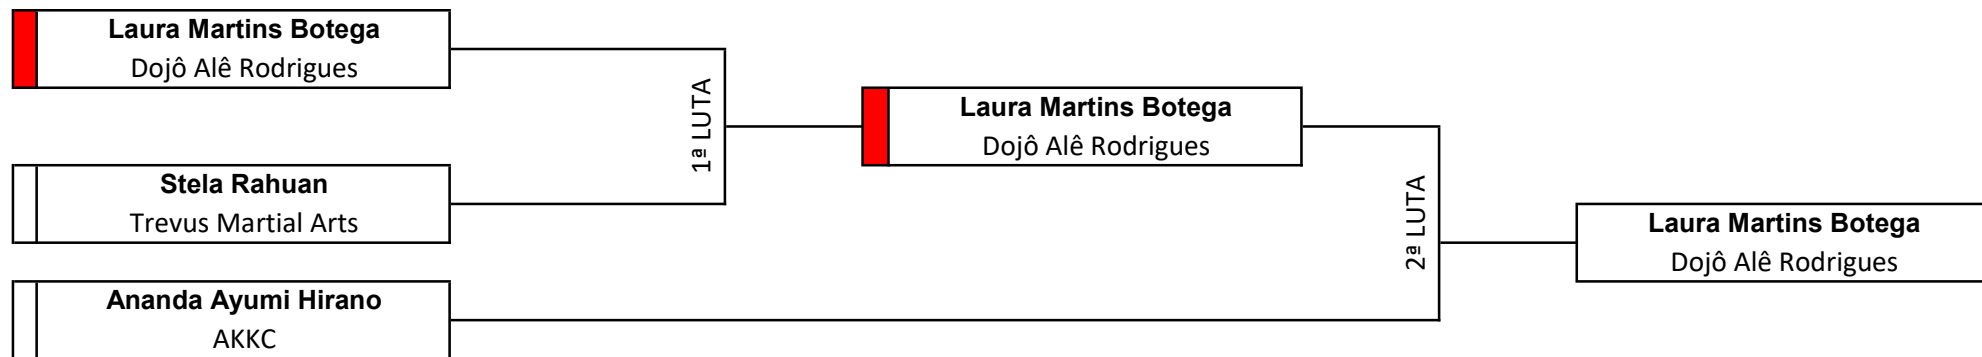 Laura Martins Botega
Dojô Alê Rodrigues
1ª LUTA
Stela Rahuan
Trevus Martial Arts
Ananda Ayumi Hirano
AKKC
Laura Martins Botega
Dojô Alê Rodrigues
2ª LUTA
Laura Martins Botega
Dojô Alê Rodrigues